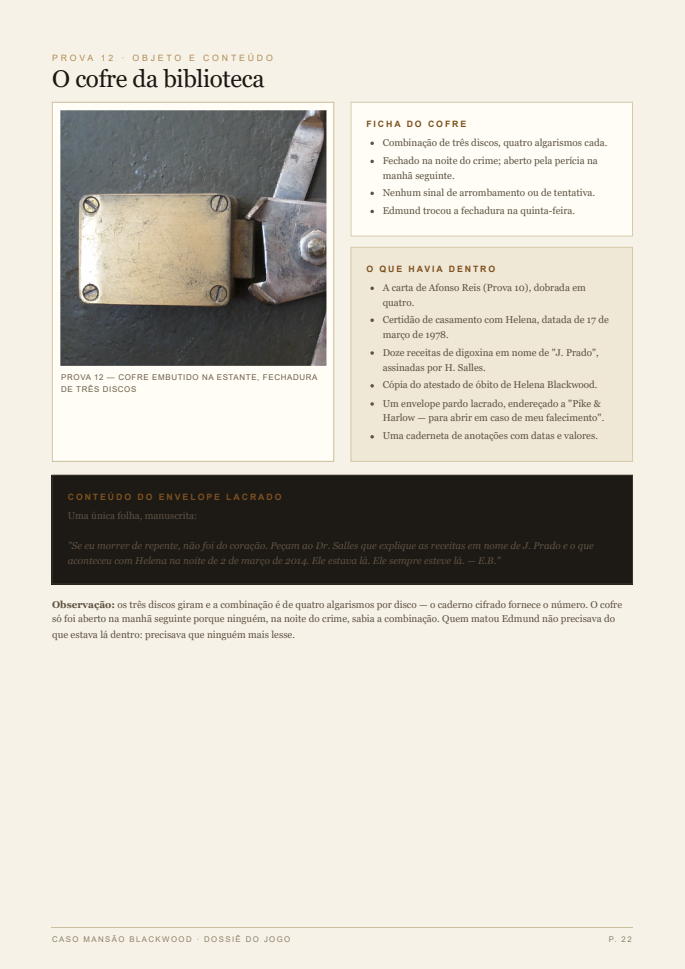 PROVA 12 · OBJETO E CONTEÚDO
O cofre da biblioteca
PROVA 12 — COFRE EMBUTIDO NA ESTANTE, FECHADURA
DE TRÊS DISCOS
FICHA DO COFRE
• Combinação de três discos, quatro algarismos cada.
• Fechado na noite do crime; aberto pela perícia na
manhã seguinte.
• Nenhum sinal de arrombamento ou de tentativa.
• Edmund trocou a fechadura na quinta-feira.
O QUE HAVIA DENTRO
• A carta de Afonso Reis (Prova 10), dobrada em
quatro.
• Certidão de casamento com Helena, datada de 17 de
março de 1978.
• Doze receitas de digoxina em nome de "J. Prado",
assinadas por H. Salles.
• Cópia do atestado de óbito de Helena Blackwood.
• Um envelope pardo lacrado, endereçado a "Pike &
Harlow — para abrir em caso de meu falecimento".
• Uma caderneta de anotações com datas e valores.
CONTEÚDO DO ENVELOPE LACRADO
Uma única folha, manuscrita:
"Se eu morrer de repente, não foi do coração. Peçam ao Dr. Salles que explique as receitas em nome de J. Prado e o que
aconteceu com Helena na noite de 2 de março de 2014. Ele estava lá. Ele sempre esteve lá. — E.B."
Observação: os três discos giram e a combinação é de quatro algarismos por disco — o caderno cifrado fornece o número. O cofre
só foi aberto na manhã seguinte porque ninguém, na noite do crime, sabia a combinação. Quem matou Edmund não precisava do
que estava lá dentro: precisava que ninguém mais lesse.
CASO MANSÃO BLACKWOOD · DOSSIÊ DO JOGO
P. 22